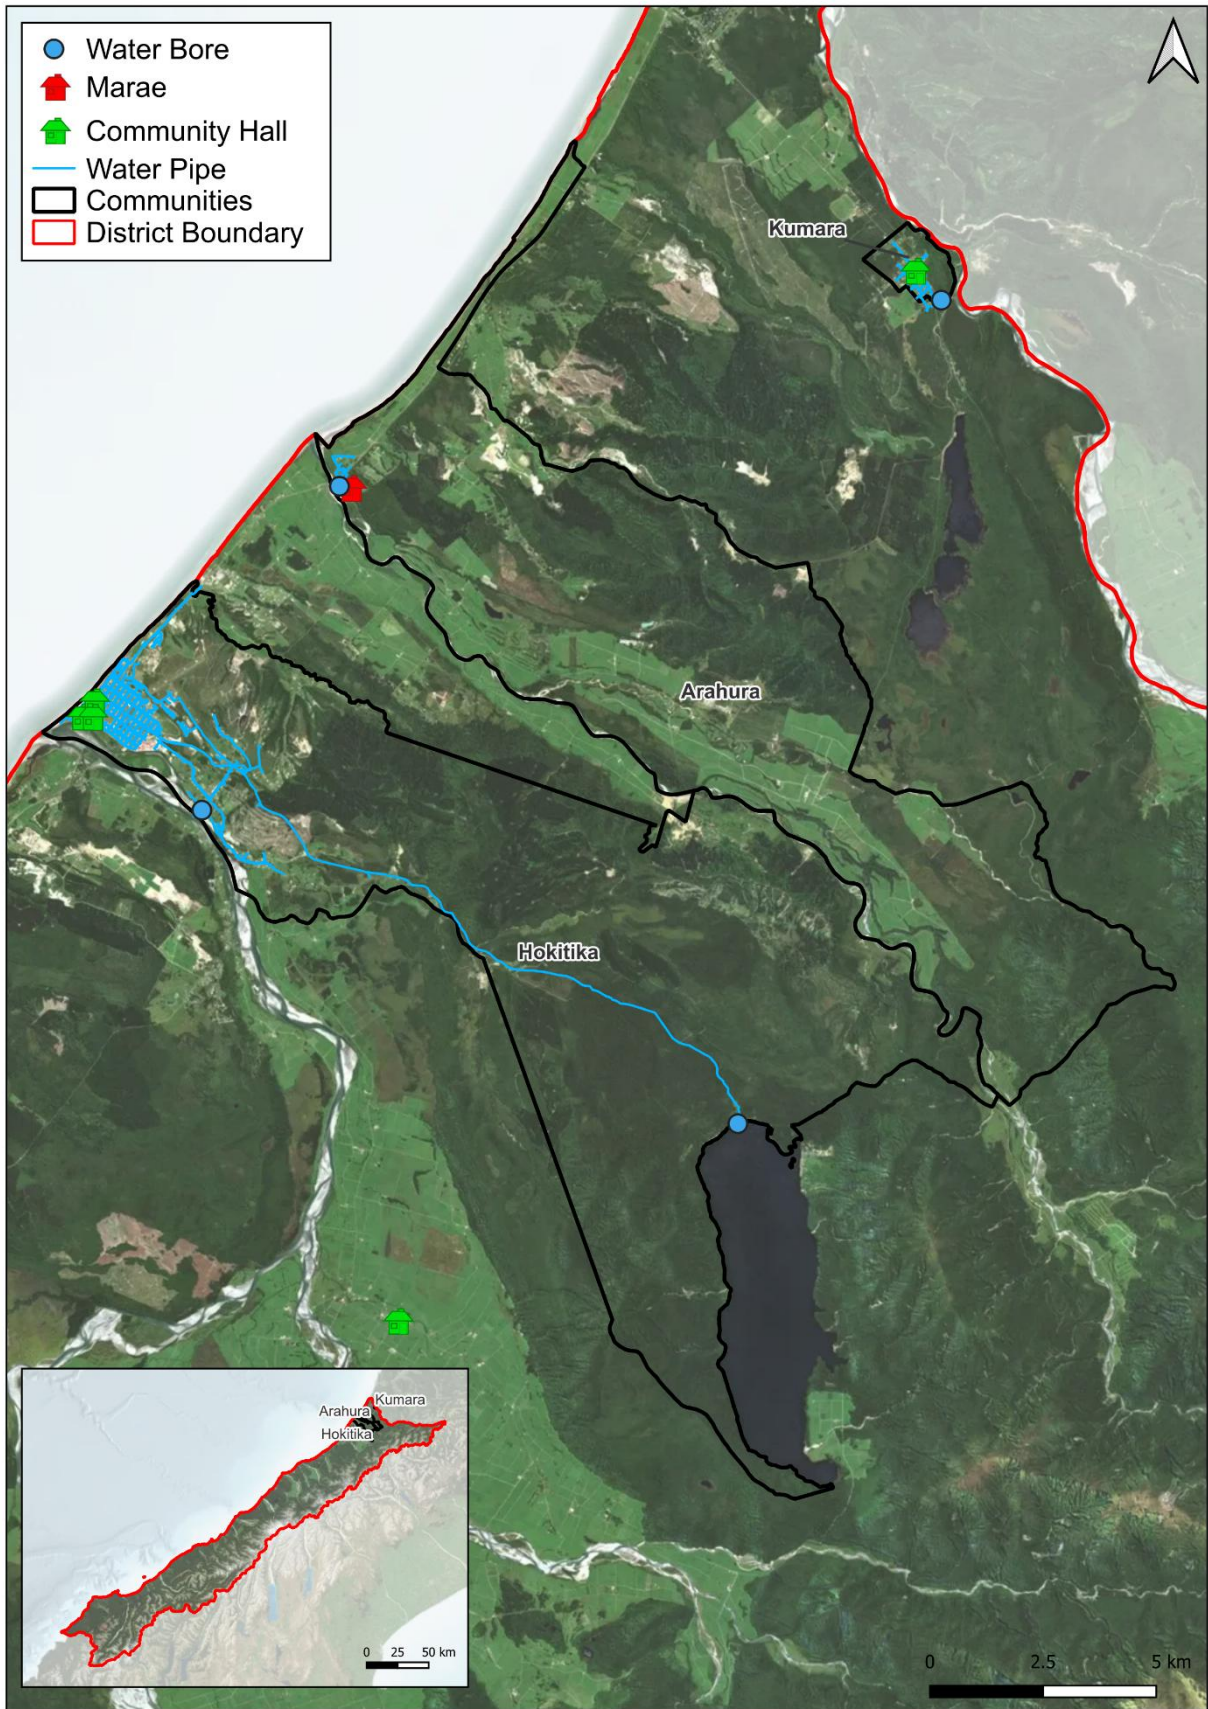 Water Bore
Marae
Community Hall
Water Pipe
Communities
District Boundary
Kumara
Arahura
Hokitika
Kumara
Arahura
Hokitika
0 25 50 km
0 2.5 5 km